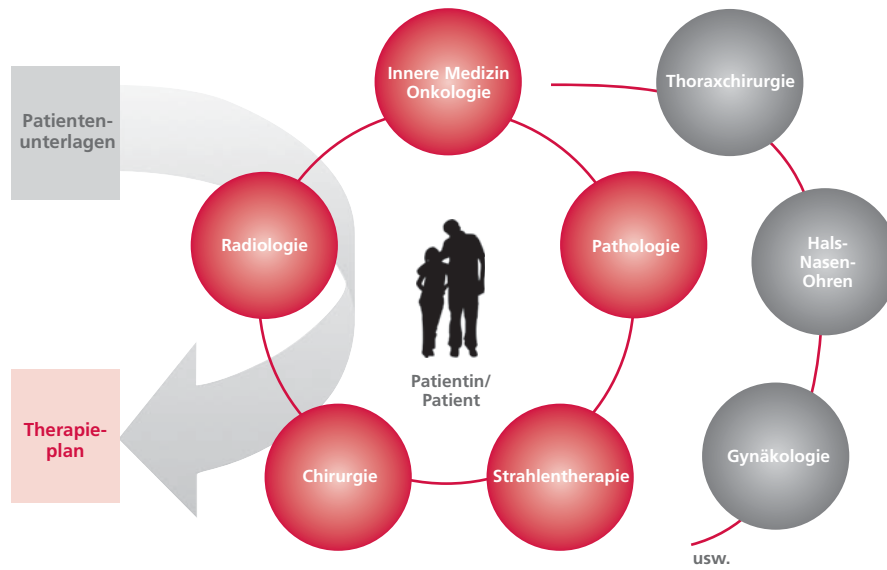 Patienten-
unterlagen
Therapie-
plan
Innere Medizin
Onkologie
Radiologie
Pathologie
Chirurgie
Strahlentherapie
Patientin/
Patient
Thoraxchirurgie
Hals-
Nasen-
Ohren
Gynäkologie
usw.